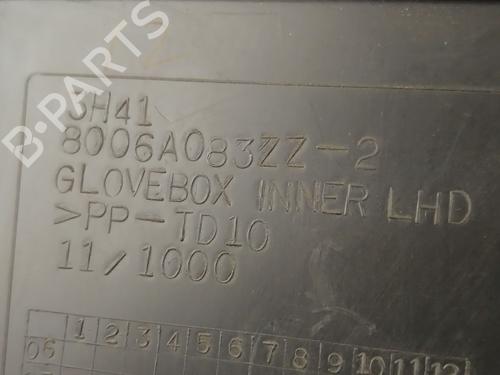 B-PARTS
SH41
8006A083ZZ-2
GLOVEBOX INNER LHD
>PP-TD10
11/1000
1 2 3 4 5 6 7 8 9 10 11 12
06